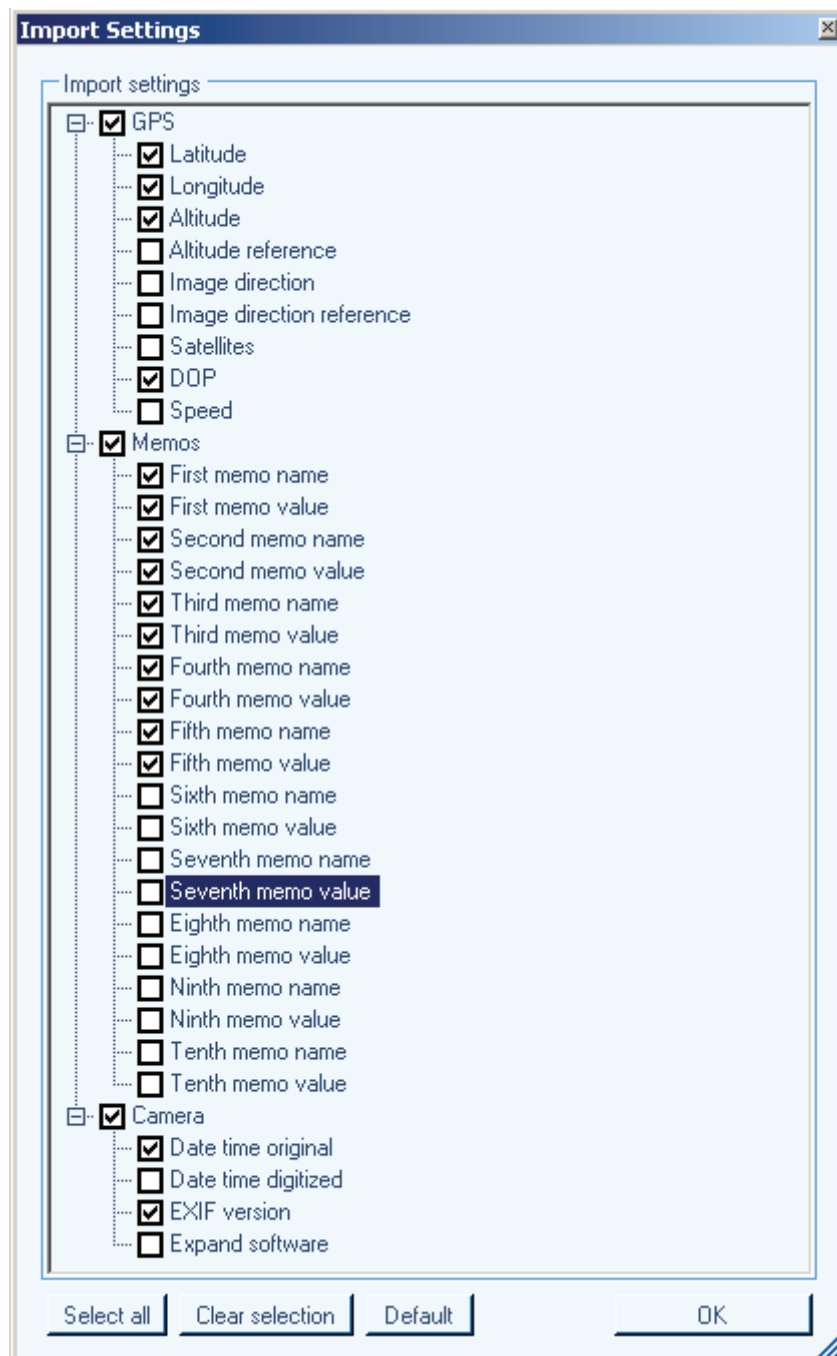 Import Settings
Import settings
GPS
Latitude
Longitude
Altitude
Altitude reference
Image direction
Image direction reference
Satellites
DOP
Speed
Memos
First memo name
First memo value
Second memo name
Second memo value
Third memo name
Third memo value
Fourth memo name
Fourth memo value
Fifth memo name
Fifth memo value
Sixth memo name
Sixth memo value
Seventh memo name
Seventh memo value
Eighth memo name
Eighth memo value
Ninth memo name
Ninth memo value
Tenth memo name
Tenth memo value
Camera
Date time original
Date time digitized
EXIF version
Expand software
Select all Clear selection Default OK